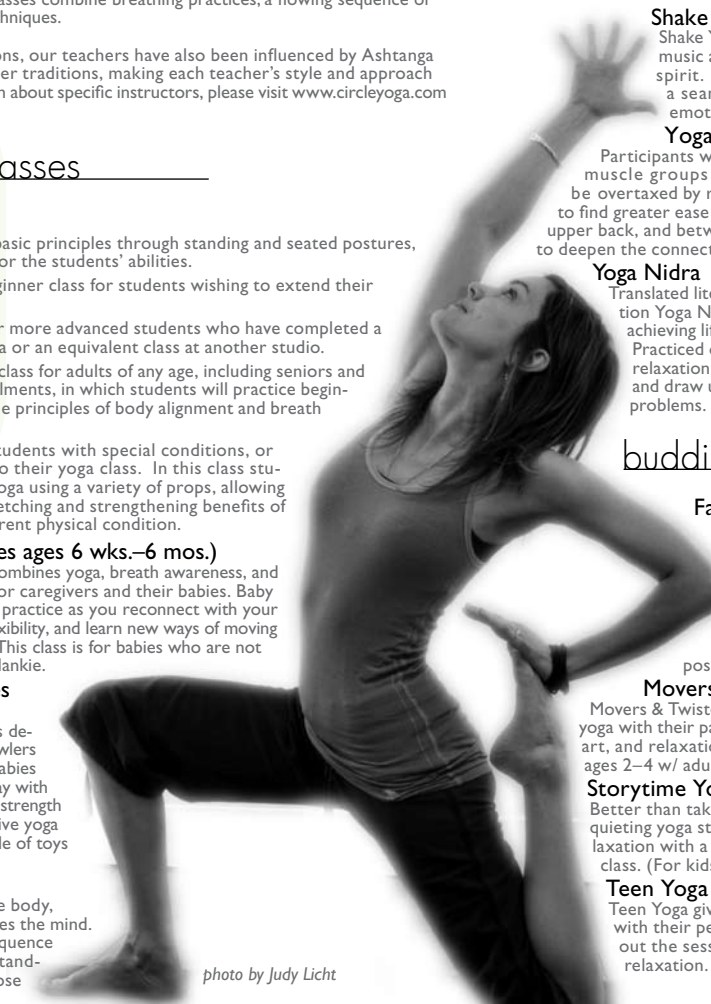 asses combine breathing practices, a flowing sequence of
hniques.
ons, our teachers have also been influenced by Ashtanga
er traditions, making each teacher's style and approach
n about specific instructors, please visit www.circleyoga.com
asses
basic principles through standing and seated postures,
or the students' abilities.
ginner class for students wishing to extend their
r more advanced students who have completed a
a or an equivalent class at another studio.
class for adults of any age, including seniors and
lments, in which students will practice begin-
e principles of body alignment and breath
tudents with special conditions, or
o their yoga class. In this class stu-
oga using a variety of props, allowing
etching and strengthening benefits of
rent physical condition.
es ages 6 wks.–6 mos.)
ombines yoga, breath awareness, and
or caregivers and their babies. Baby
practice as you reconnect with your
xibility, and learn new ways of moving
This class is for babies who are not
lankie.
s
s de-
wlers
abies
ay with
strength
ive yoga
le of toys
e body,
es the mind.
quence
tand-
ose
photo by Judy Licht
Shake
Shake Y
music a
spirit.
a sear
emot
Yoga
Participants w
muscle groups
be overtaxed by r
to find greater ease
upper back, and betw
to deepen the connect
Yoga Nidra
Translated lite
tion Yoga N
achieving lif
Practiced
relaxation
and draw u
problems.
buddi
Fa
pos
Movers
Movers & Twiste
yoga with their pa
art, and relaxatio
ages 2–4 w/ adu
Storytime Yo
Better than tak
quieting yoga st
laxation with a
class. (For kids
Teen Yoga
Teen Yoga giv
with their pe
out the sess
relaxation.